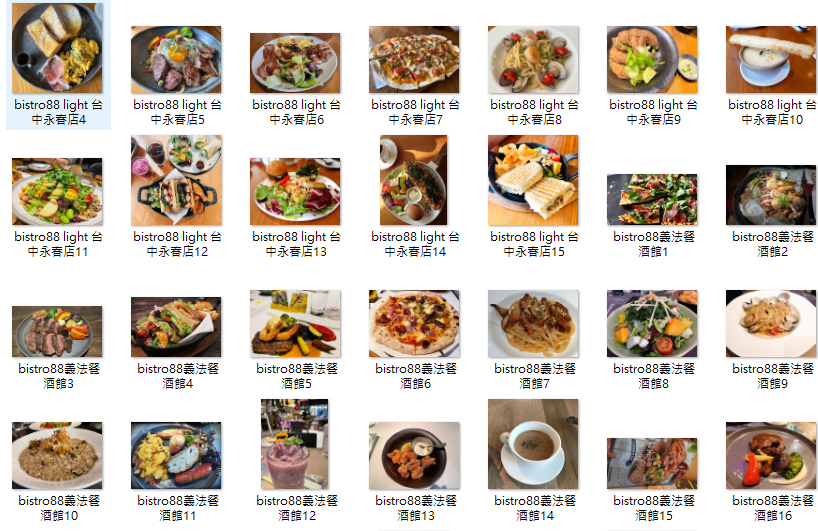 bistro88 light 台
中永春店4
bistro88 light 台
中永春店5
bistro88 light 台
中永春店6
bistro88 light 台
中永春店7
bistro88 light 台
中永春店8
bistro88 light 台
中永春店9
bistro88 light 台
中永春店10
bistro88 light 台
中永春店11
bistro88 light 台
中永春店12
bistro88 light 台
中永春店13
bistro88 light 台
中永春店14
bistro88 light 台
中永春店15
bistro88義法餐
酒館1
bistro88義法餐
酒館2
bistro88義法餐
酒館3
bistro88義法餐
酒館4
bistro88義法餐
酒館5
bistro88義法餐
酒館6
bistro88義法餐
酒館7
bistro88義法餐
酒館8
bistro88義法餐
酒館9
bistro88義法餐
酒館10
bistro88義法餐
酒館11
bistro88義法餐
酒館12
bistro88義法餐
酒館13
bistro88義法餐
酒館14
bistro88義法餐
酒館15
bistro88義法餐
酒館16